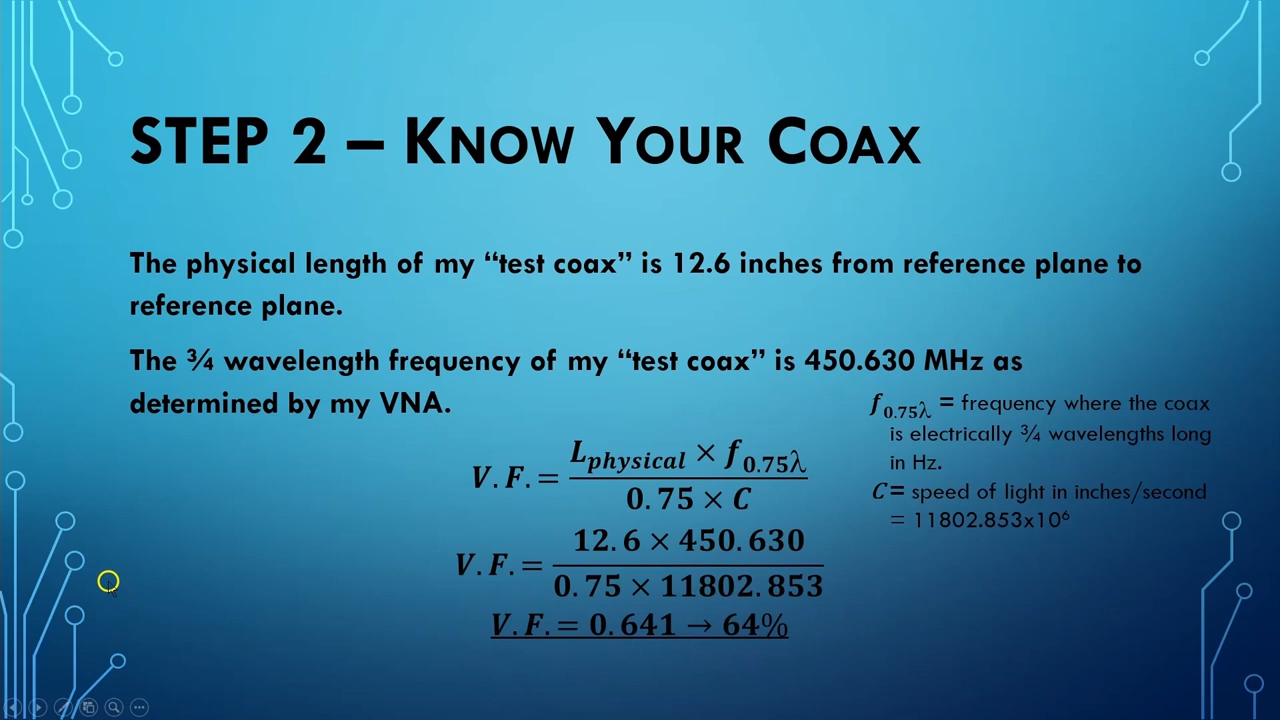 STEP 2 – KNOW YOUR COAX
The physical length of my “test coax” is 12.6 inches from reference plane to
reference plane.
The ¾ wavelength frequency of my “test coax” is 450.630 MHz as
determined by my VNA.
f0.75λ = frequency where the coax
is electrically ¾ wavelengths long
in Hz.
C= speed of light in inches/second
= 11802.853x10⁶
V.F.= Lphysical × f0.75λ
0.75 × C
V.F.= 12.6 × 450.630
0.75 × 11802.853
V.F.= 0.641 → 64%